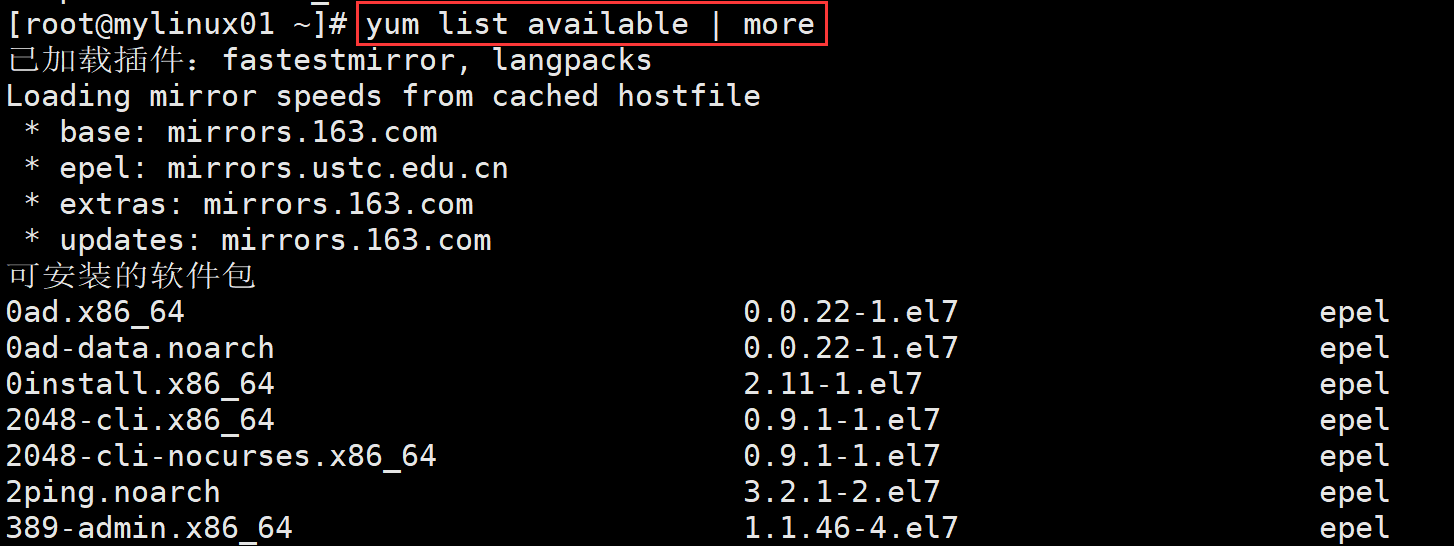 [root@mylinux01 ~]# yum list available | more
已加载插件：fastestmirror, langpacks
Loading mirror speeds from cached hostfile
 * base: mirrors.163.com
 * epel: mirrors.ustc.edu.cn
 * extras: mirrors.163.com
 * updates: mirrors.163.com
可安装的软件包
0ad.x86_64 0.0.22-1.el7 epel
0ad-data.noarch 0.0.22-1.el7 epel
0install.x86_64 2.11-1.el7 epel
2048-cli.x86_64 0.9.1-1.el7 epel
2048-cli-nocurses.x86_64 0.9.1-1.el7 epel
2ping.noarch 3.2.1-2.el7 epel
389-admin.x86_64 1.1.46-4.el7 epel